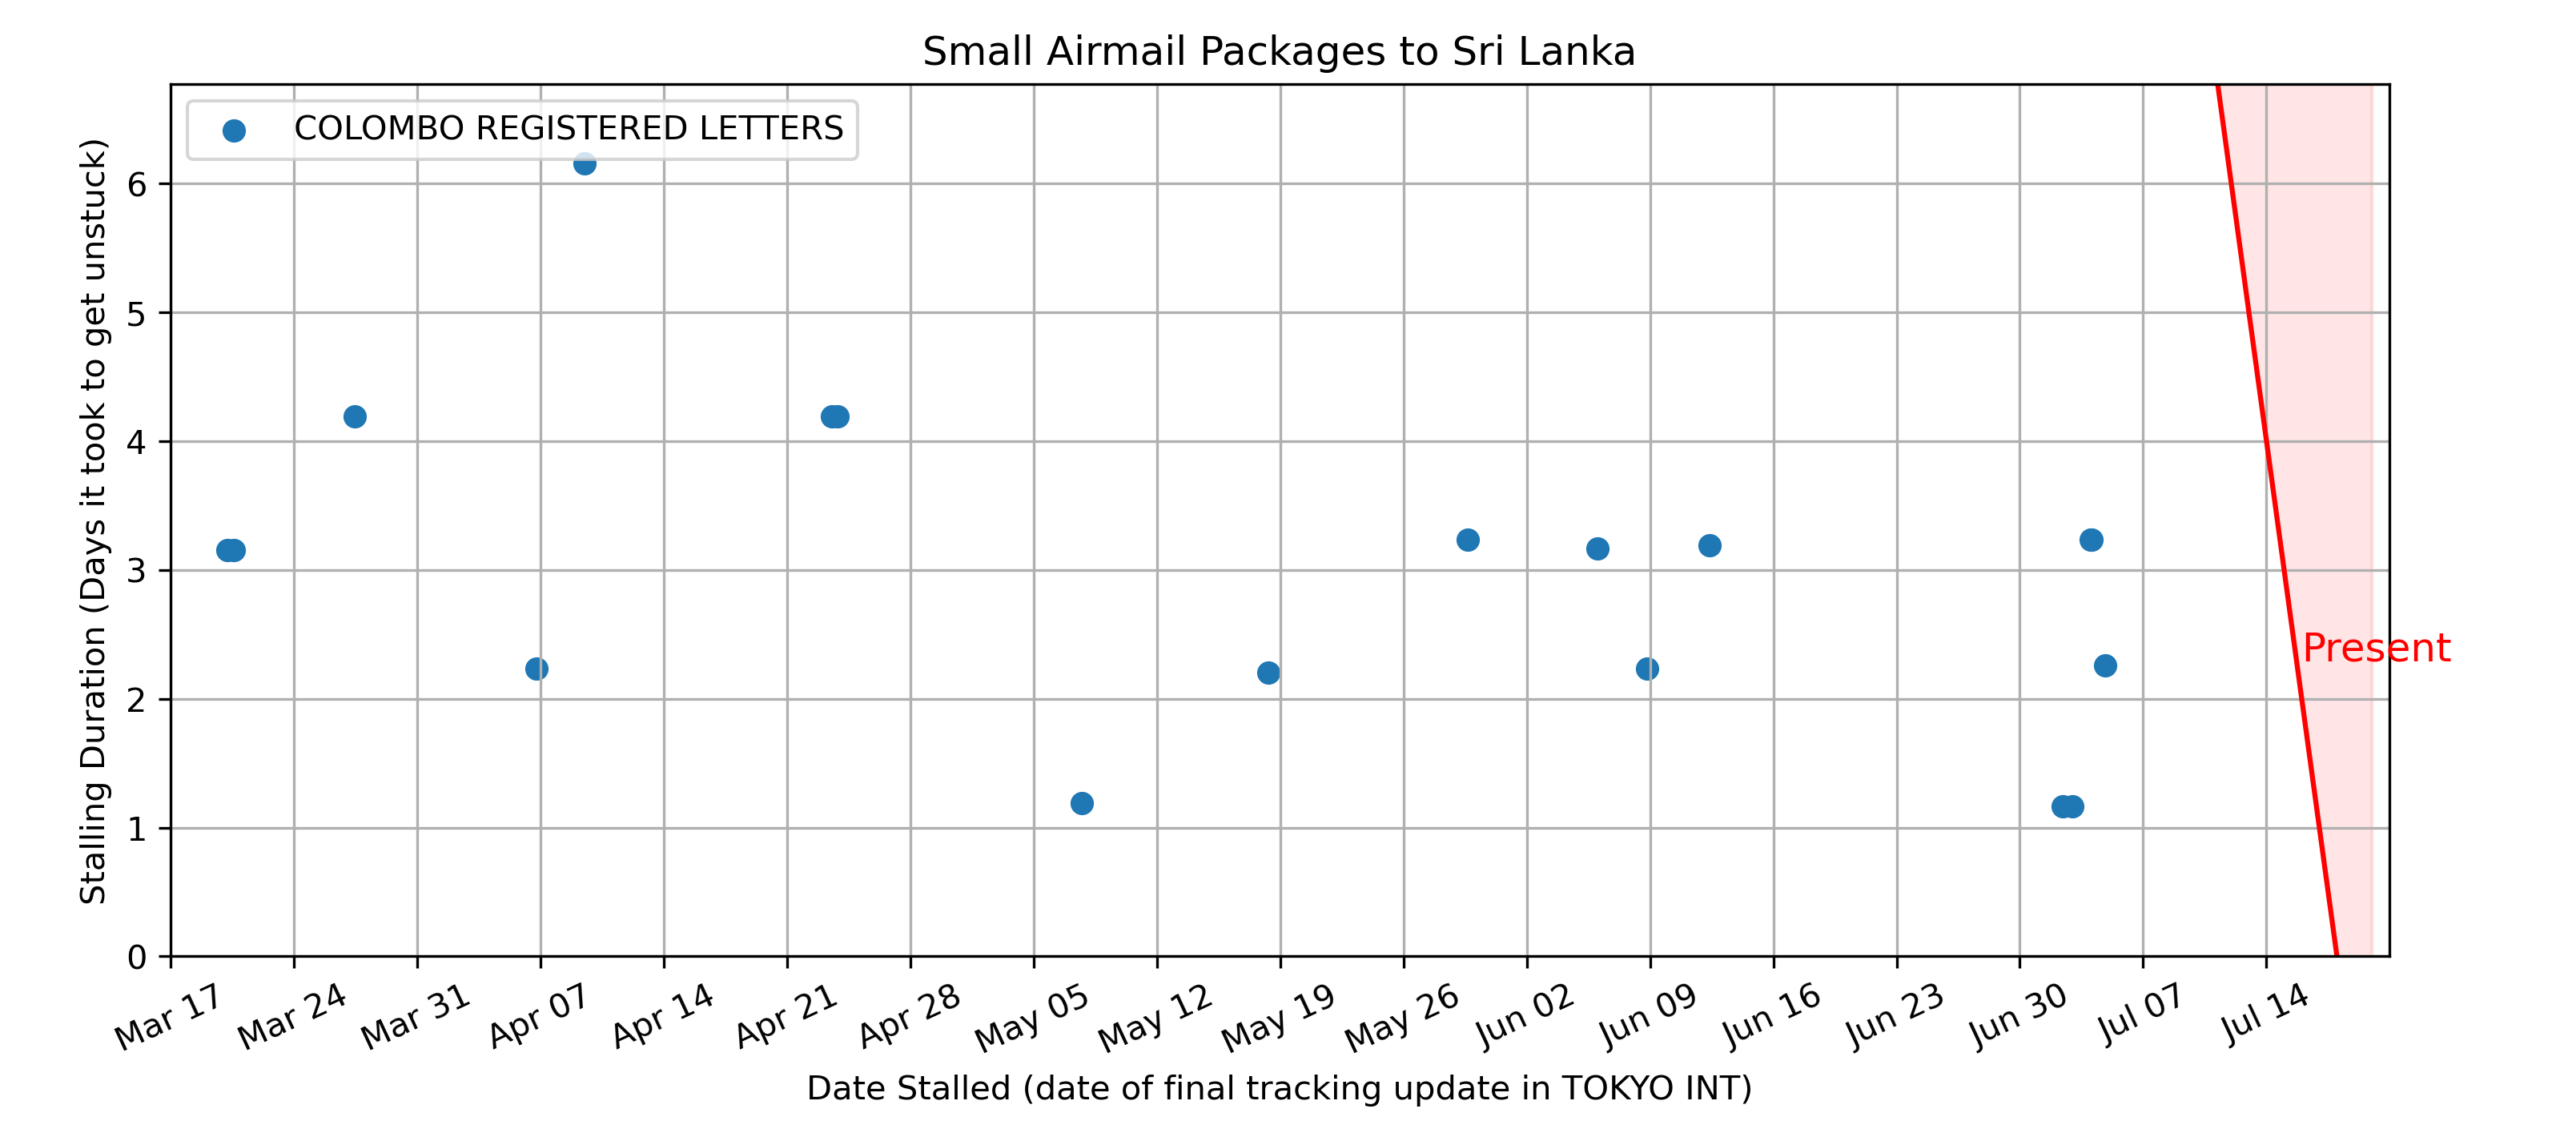 Small Airmail Packages to Sri Lanka
COLOMBO REGISTERED LETTERS
Stalling Duration (Days it took to get unstuck)
6
5
4
3
2
1
0
Present
Mar 17
Mar 24
Mar 31
Apr 07
Apr 14
Apr 21
Apr 28
May 05
May 12
May 19
May 26
Jun 02
Jun 09
Jun 16
Jun 23
Jun 30
Jul 07
Jul 14
Date Stalled (date of final tracking update in TOKYO INT)